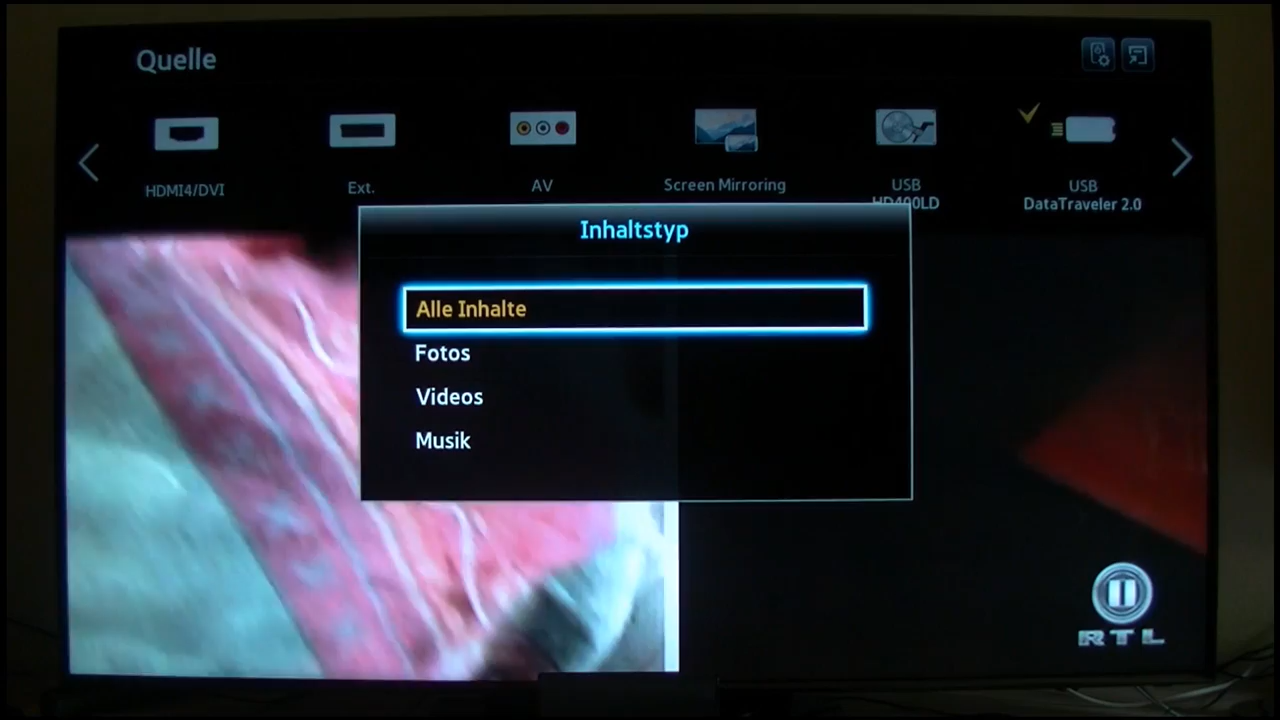 Quelle
HDMI4/DVI
Ext.
AV
Screen Mirroring
USB
HD400LD
USB
DataTraveler 2.0
Inhaltstyp
Alle Inhalte
Fotos
Videos
Musik
RTL